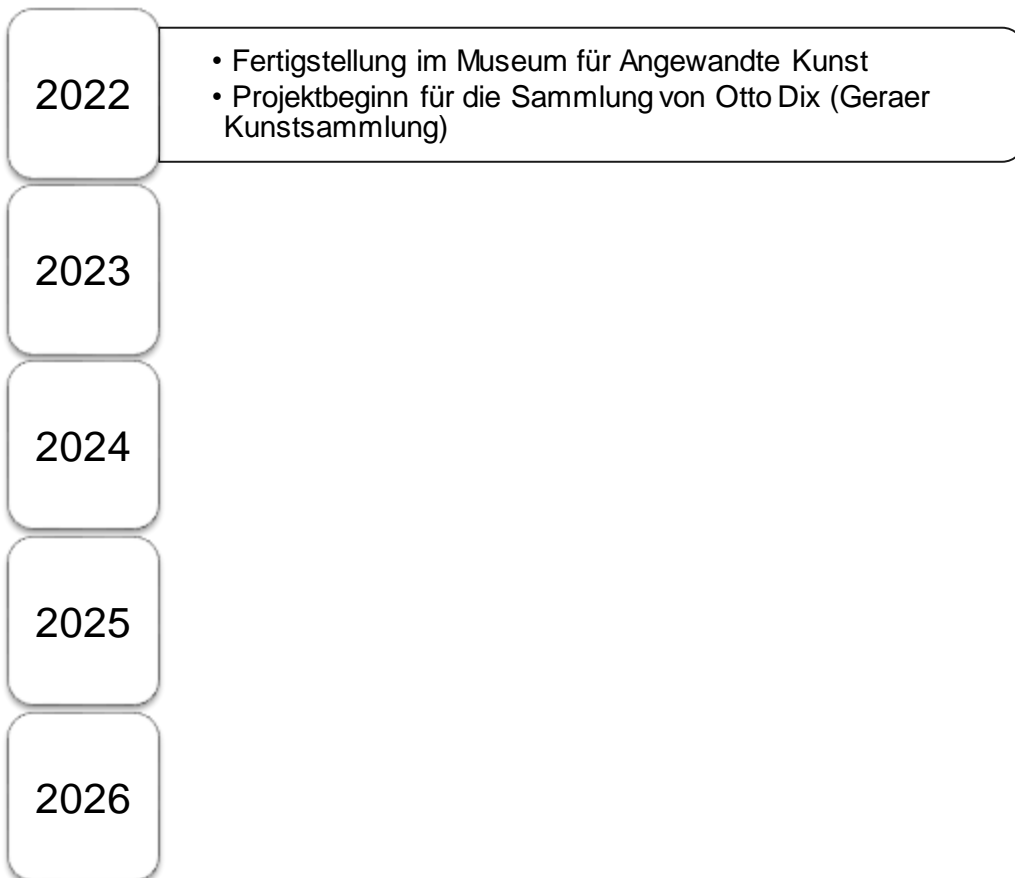 2022
• Fertigstellung im Museum für Angewandte Kunst
• Projektbeginn für die Sammlung von Otto Dix (Geraer
Kunstsammlung)
2023
2024
2025
2026